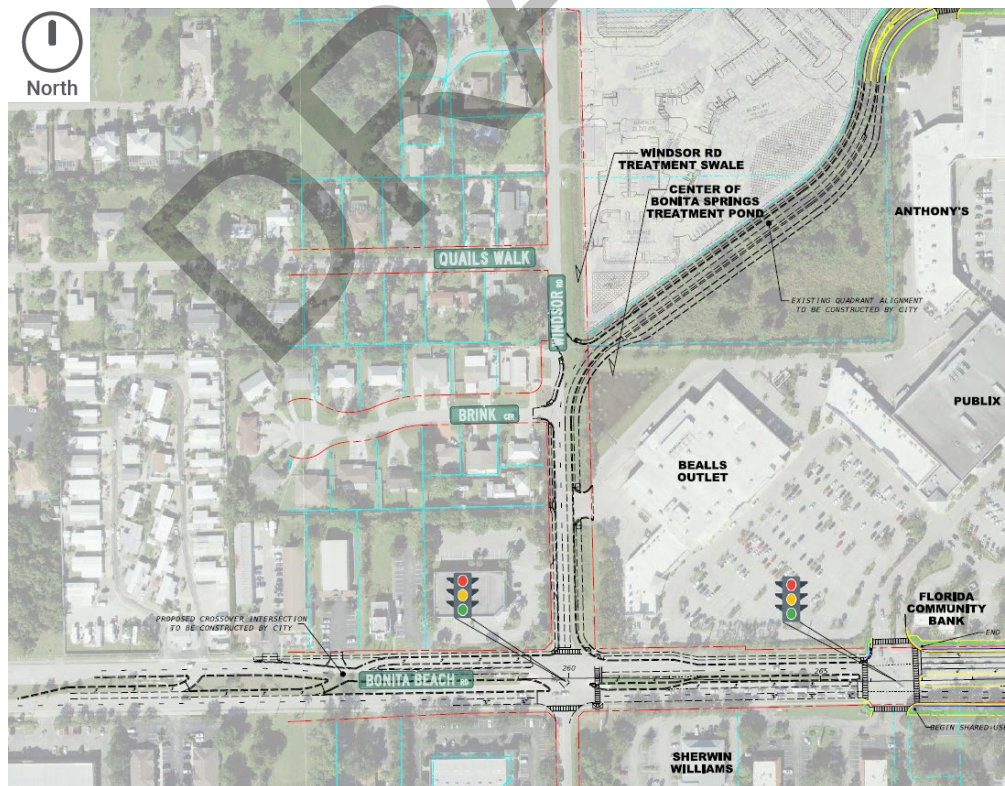 North
DRA
WINDSOR RD
TREATMENT SWALE
CENTER OF
BONITA SPRINGS
TREATMENT POND
ANTHONY'S
QUAILS WALK
WINDSOR RD
EXISTING QUADRANT ALIGNMENT
TO BE CONSTRUCTED BY CITY
BRINK CIR
PUBLIX
BEALLS
OUTLET
FLORIDA
COMMUNITY
BANK
PROPOSED CROSSOVER INTERSECTION
TO BE CONSTRUCTED BY CITY
END
BONITA BEACH RD
260
265
BEGIN SHARED-USE
SHERWIN
WILLIAMS